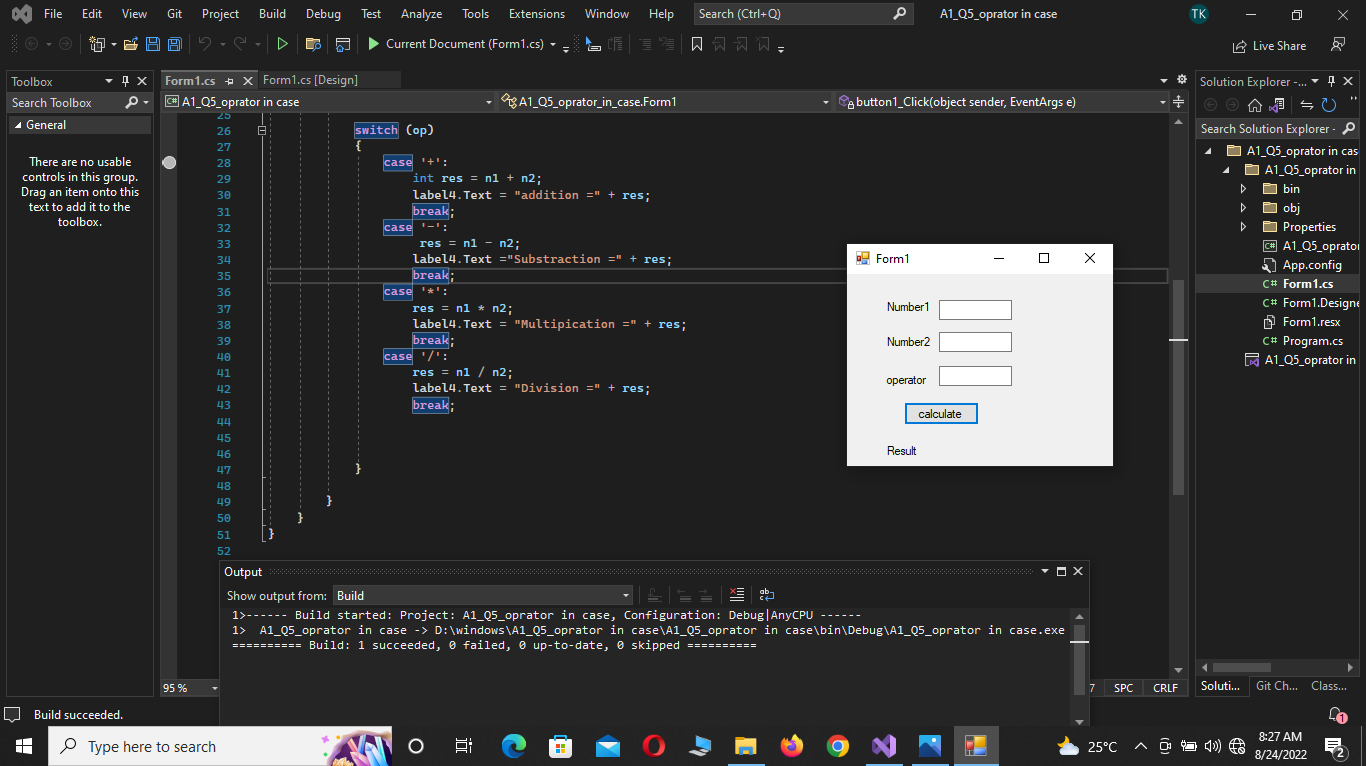 File Edit View Git Project Build Debug Test Analyze Tools Extensions Window Help Search (Ctrl+Q) A1_Q5_oprator in case TK
Current Document (Form1.cs) Live Share
Toolbox
Search Toolbox
General
There are no usable
controls in this group.
Drag an item onto this
text to add it to the
toolbox.
Form1.cs Form1.cs [Design]
A1_Q5_oprator in case A1_Q5_oprator_in_case.Form1 button1_Click(object sender, EventArgs e)
25
26 switch (op)
27 {
28 case '+':
29 int res = n1 + n2;
30 label4.Text = "addition =" + res;
31 break;
32 case '-':
33 res = n1 - n2;
34 label4.Text ="Substraction =" + res;
35 break;
36 case '*':
37 res = n1 * n2;
38 label4.Text = "Multipication =" + res;
39 break;
40 case '/':
41 res = n1 / n2;
42 label4.Text = "Division =" + res;
43 break;
44
45
46
47 }
48
49 }
50 }
51 }
52
95 %
7 SPC CRLF
Form1
Number1
Number2
operator
calculate
Result
Output
Show output from: Build
1>------ Build started: Project: A1_Q5_oprator in case, Configuration: Debug|AnyCPU ------
1> A1_Q5_oprator in case -> D:\windows\A1_Q5_oprator in case\A1_Q5_oprator in case\bin\Debug\A1_Q5_oprator in case.exe
========== Build: 1 succeeded, 0 failed, 0 up-to-date, 0 skipped ==========
Solution Explorer -...
Search Solution Explorer -
A1_Q5_oprator in cas
A1_Q5_oprator in
bin
obj
Properties
A1_Q5_oprato
App.config
C# Form1.cs
C# Form1.Designe
Form1.resx
C# Program.cs
A1_Q5_oprator in
Soluti... Git Ch... Class...
Build succeeded. 1
Type here to search
25°C
8:27 AM
8/24/2022
2